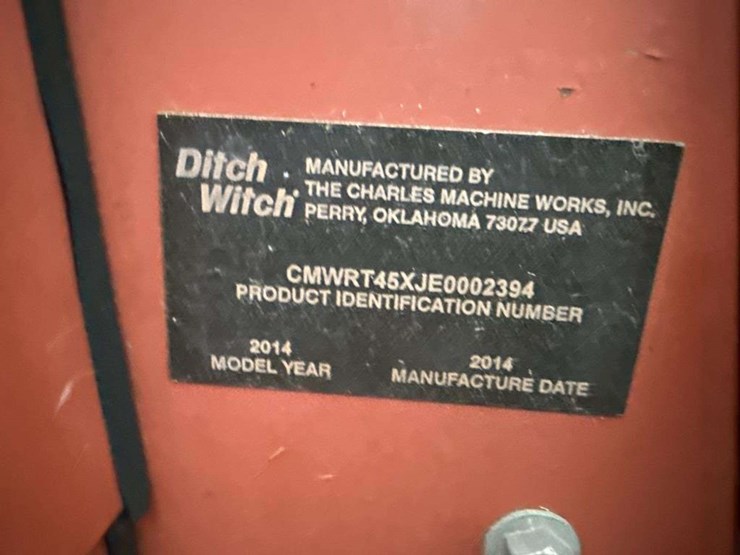 Ditch Witch
MANUFACTURED BY
THE CHARLES MACHINE WORKS, INC.
PERRY, OKLAHOMA 73077 USA
CMWRT45XJE0002394
PRODUCT IDENTIFICATION NUMBER
2014
MODEL YEAR
2014
MANUFACTURE DATE